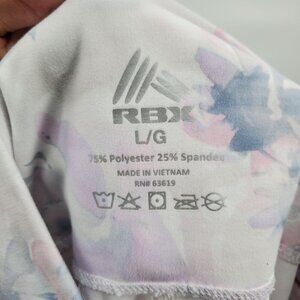 RBX
L/G
75% Polyester 25% Spandex
MADE IN VIETNAM
RN# 63619